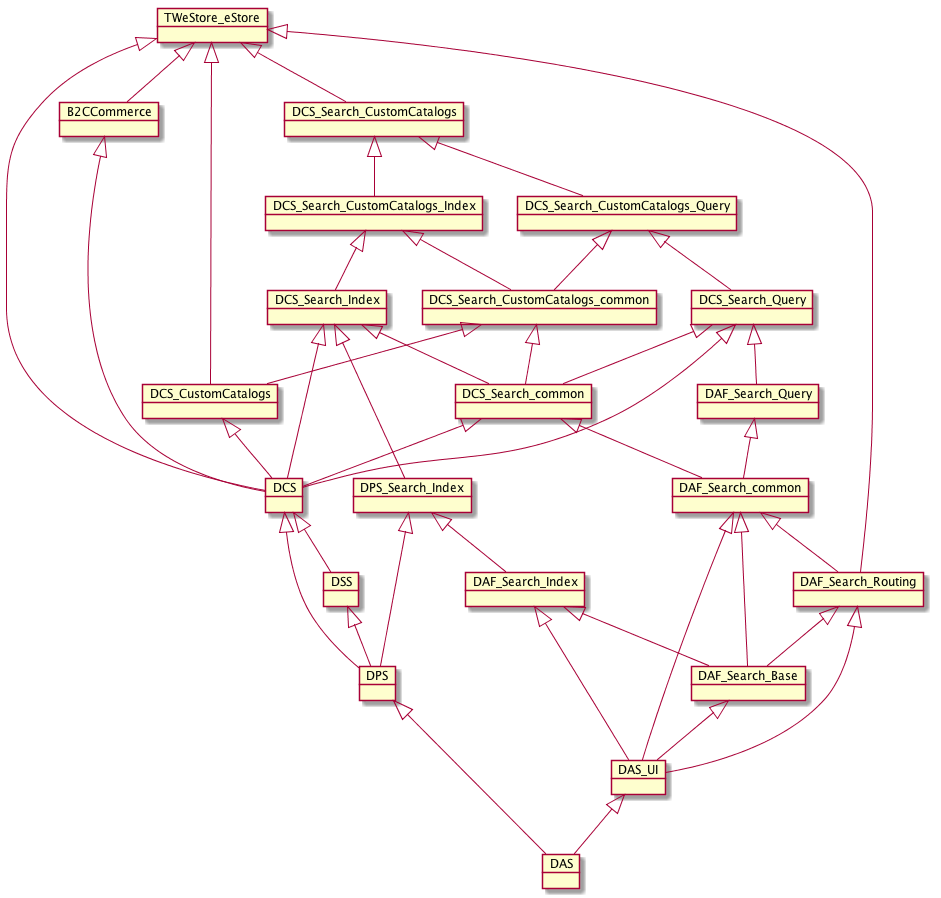 TWeStore_eStore
B2CCommerce
DCS_Search_CustomCatalogs
DCS_Search_CustomCatalogs_Index
DCS_Search_CustomCatalogs_Query
DCS_Search_Index
DCS_Search_CustomCatalogs_common
DCS_Search_Query
DCS_CustomCatalogs
DCS_Search_common
DAF_Search_Query
DCS
DPS_Search_Index
DAF_Search_common
DSS
DAF_Search_Index
DAF_Search_Routing
DPS
DAF_Search_Base
DAS_UI
DAS